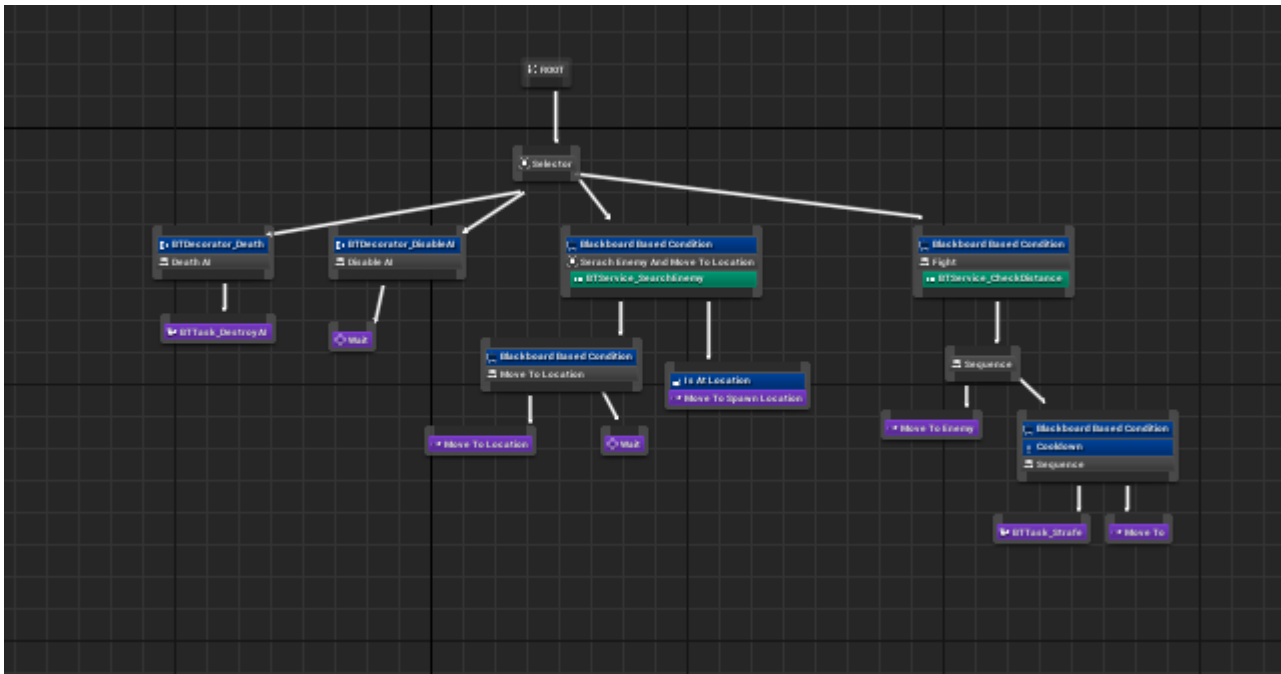 ROOT
Selector
BTDecorator_Death
Death AI
BTTask_DestroyAI
BTDecorator_DisableAI
Disable AI
Wait
Blackboard Based Condition
Serach Enemy And Move To Location
BTService_SearchEnemy
Blackboard Based Condition
Move To Location
Move To Location
Wait
Is At Location
Move To Spawn Location
Blackboard Based Condition
Fight
BTService_CheckDistance
Sequence
Move To Enemy
Blackboard Based Condition
Cooldown
Sequence
BTTask_Strafe
Move To